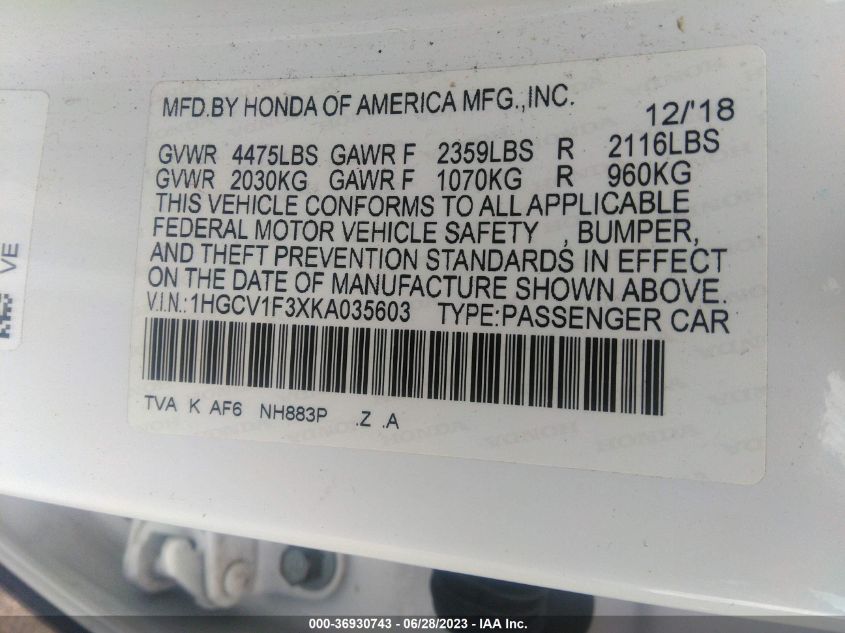 MFD.BY HONDA OF AMERICA MFG.,INC. 12/'18
GVWR 4475LBS GAWR F 2359LBS R 2116LBS
GVWR 2030KG GAWR F 1070KG R 960KG
THIS VEHICLE CONFORMS TO ALL APPLICABLE
FEDERAL MOTOR VEHICLE SAFETY , BUMPER,
AND THEFT PREVENTION STANDARDS IN EFFECT
ON THE DATE OF MANUFACTURE SHOWN ABOVE.
V.I.N.:1HGCV1F3XKA035603 TYPE:PASSENGER CAR
TVA K AF6 NH883P .Z .A
VE
000-36930743 - 06/28/2023 - IAA Inc.